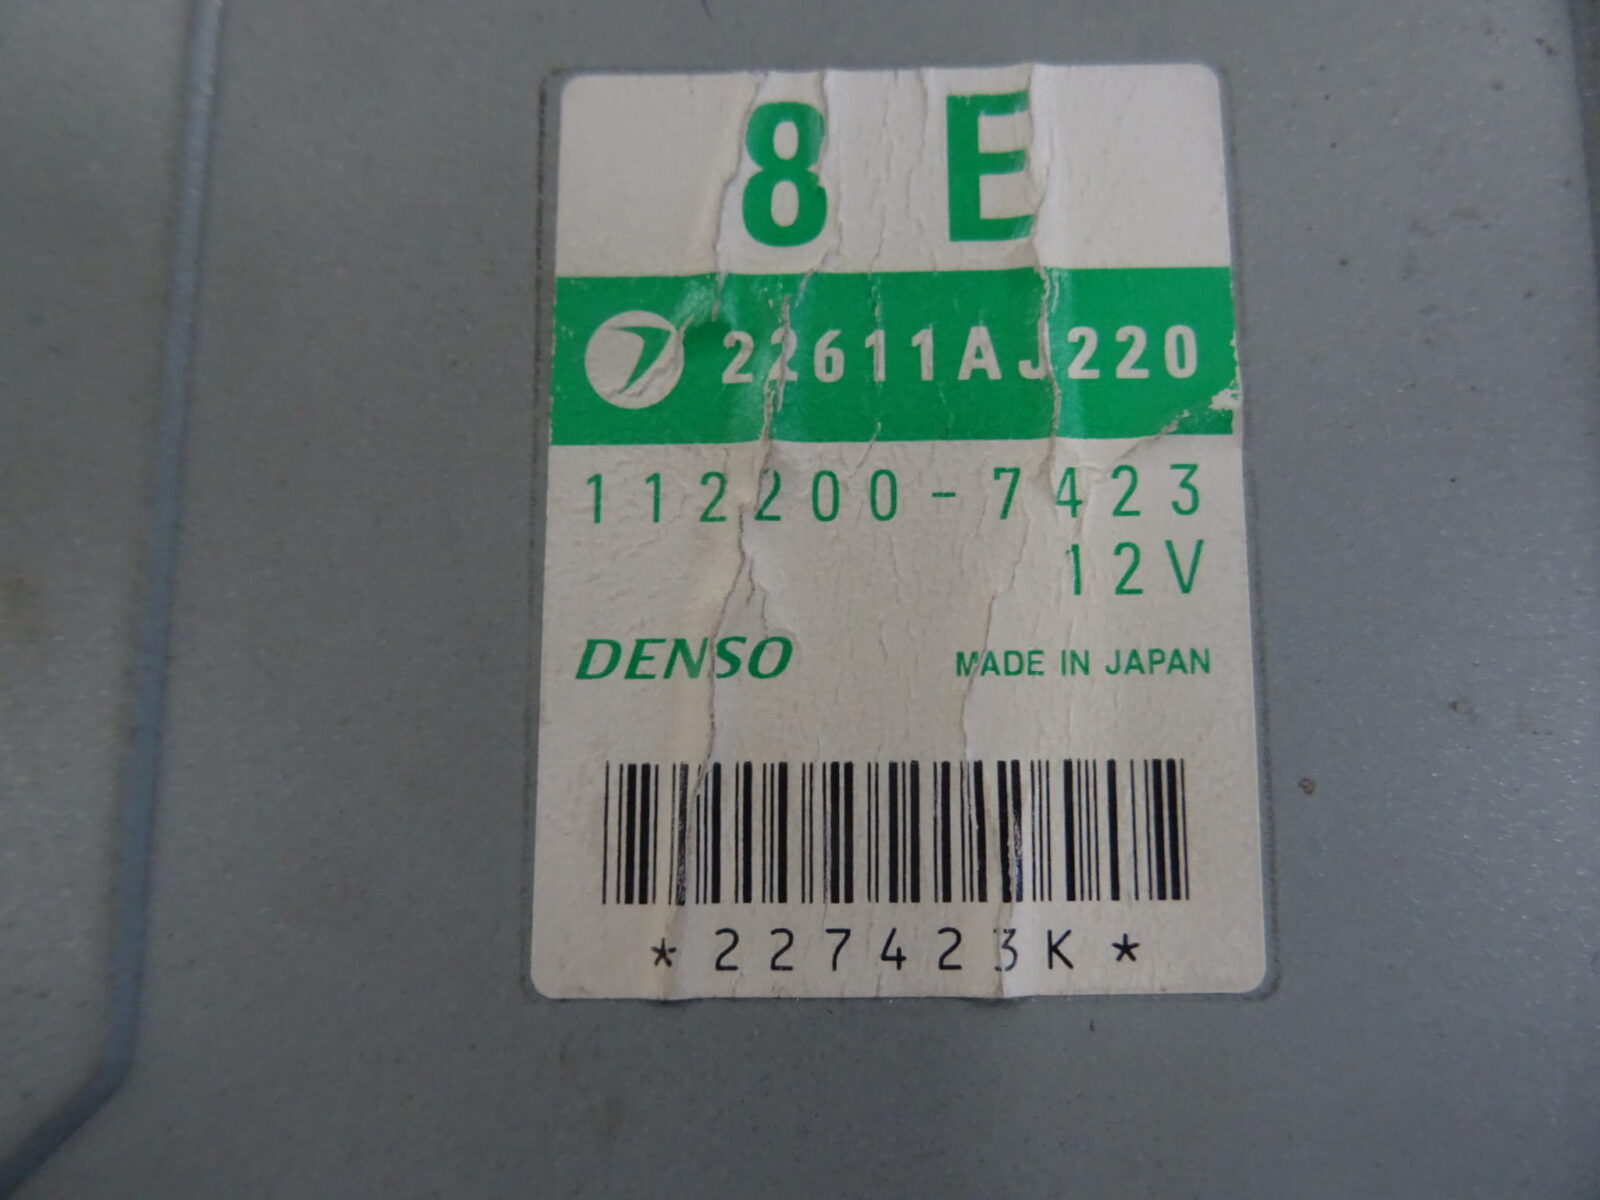 8 E
22611AJ220
112200-7423
12V
DENSO
MADE IN JAPAN
*227423K*